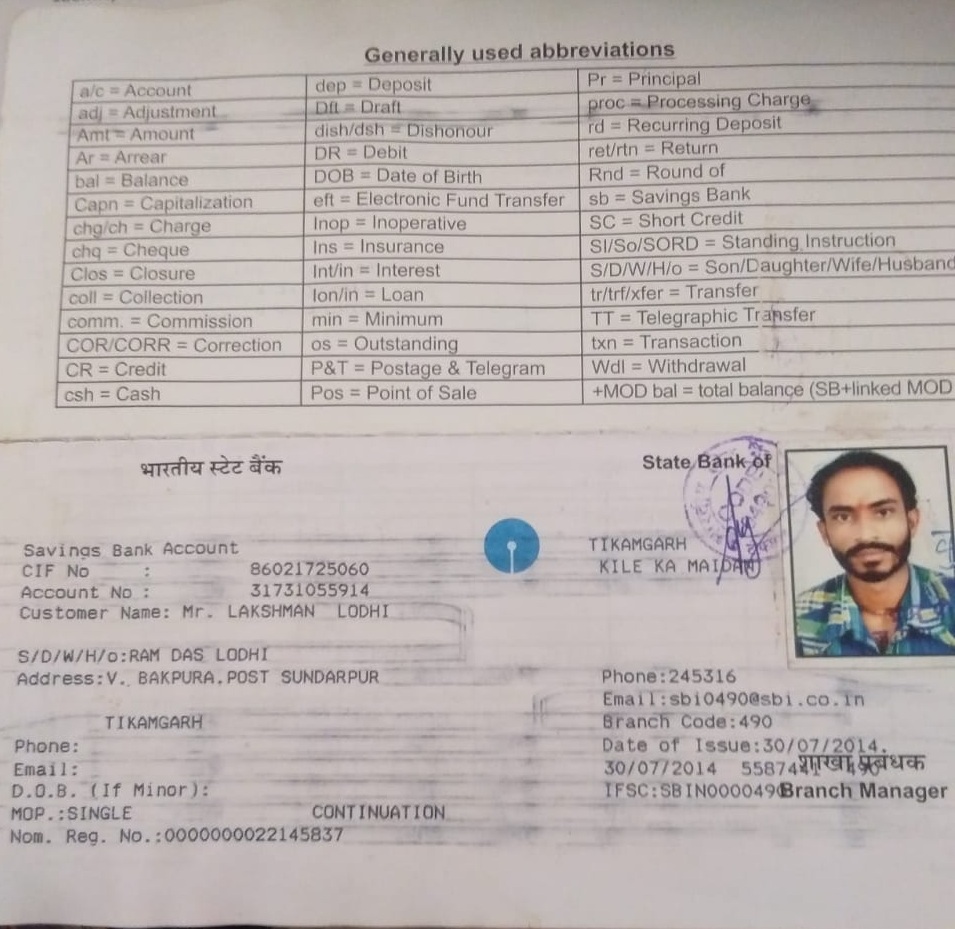 Generally used abbreviations
a/c = Account dep = Deposit Pr = Principal
adj = Adjustment Dft = Draft proc = Processing Charge
Amt = Amount dish/dsh = Dishonour rd = Recurring Deposit
Ar = Arrear DR = Debit ret/rtn = Return
bal = Balance DOB = Date of Birth Rnd = Round of
Capn = Capitalization eft = Electronic Fund Transfer sb = Savings Bank
chg/ch = Charge Inop = Inoperative SC = Short Credit
chq = Cheque Ins = Insurance SI/So/SORD = Standing Instruction
Clos = Closure Int/in = Interest S/D/W/H/o = Son/Daughter/Wife/Husband
coll = Collection lon/in = Loan tr/trf/xfer = Transfer
comm. = Commission min = Minimum TT = Telegraphic Transfer
COR/CORR = Correction os = Outstanding txn = Transaction
CR = Credit P&T = Postage & Telegram Wdl = Withdrawal
csh = Cash Pos = Point of Sale +MOD bal = total balance (SB+linked MOD
भारतीय स्टेट बैंक State Bank of
Savings Bank Account TIKAMGARH
CIF No : 86021725060 KILE KA MAIDAN
Account No : 31731055914
Customer Name: Mr. LAKSHMAN LODHI
S/D/W/H/o:RAM DAS LODHI
Address:V. BAKPURA,POST SUNDARPUR Phone:245316
Email:sbi0490@sbi.co.in
TIKAMGARH Branch Code:490
Phone: Date of Issue:30/07/2014.
Email: 30/07/2014 शाखा प्रबंधक
D.O.B. (If Minor): IFSC:SBIN0000490 Branch Manager
MOP.:SINGLE CONTINUATION
Nom. Reg. No.:0000000022145837